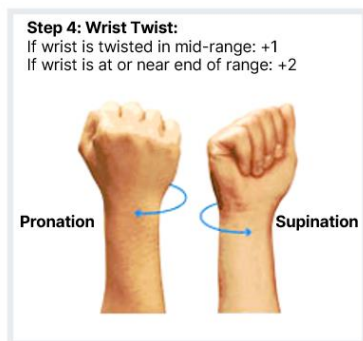 Step 4: Wrist Twist:
If wrist is twisted in mid-range: +1
If wrist is at or near end of range: +2
Pronation
Supination